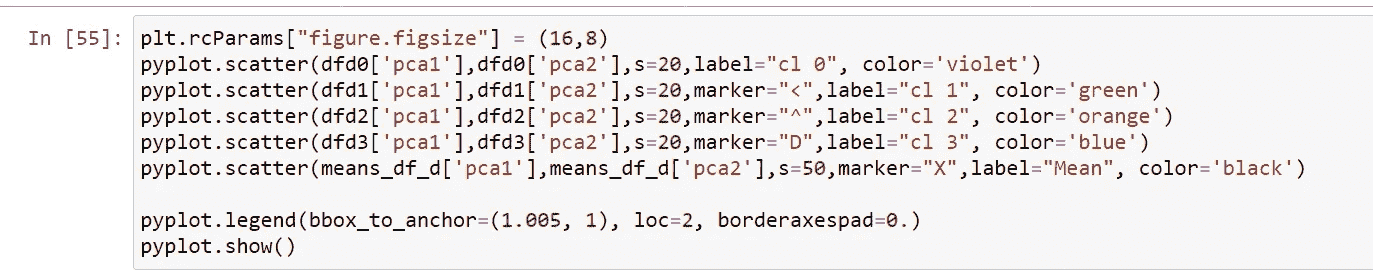 In [55]: plt.rcParams["figure.figsize"] = (16,8)
pyplot.scatter(dfd0['pca1'],dfd0['pca2'],s=20,label="cl 0", color='violet')
pyplot.scatter(dfd1['pca1'],dfd1['pca2'],s=20,marker="<",label="cl 1", color='green')
pyplot.scatter(dfd2['pca1'],dfd2['pca2'],s=20,marker="^",label="cl 2", color='orange')
pyplot.scatter(dfd3['pca1'],dfd3['pca2'],s=20,marker="D",label="cl 3", color='blue')
pyplot.scatter(means_df_d['pca1'],means_df_d['pca2'],s=50,marker="X",label="Mean", color='black')
pyplot.legend(bbox_to_anchor=(1.005, 1), loc=2, borderaxespad=0.)
pyplot.show()